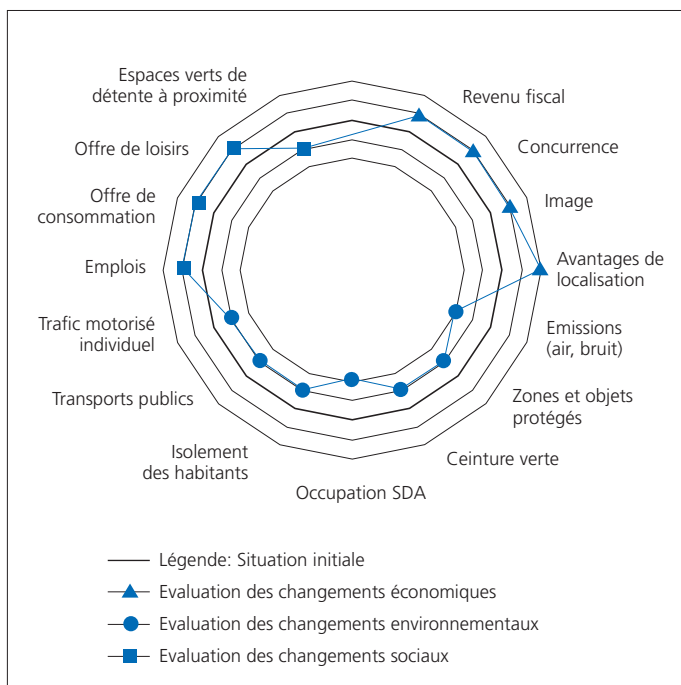 Espaces verts de
détente à proximité
Revenu fiscal
Offre de loisirs
Concurrence
Offre de
consommation
Image
Emplois
Avantages de
localisation
Trafic motorisé
individuel
Emissions
(air, bruit)
Transports publics
Zones et objets
protégés
Isolement
des habitants
Ceinture verte
Occupation SDA
Légende: Situation initiale
Evaluation des changements économiques
Evaluation des changements environnementaux
Evaluation des changements sociaux